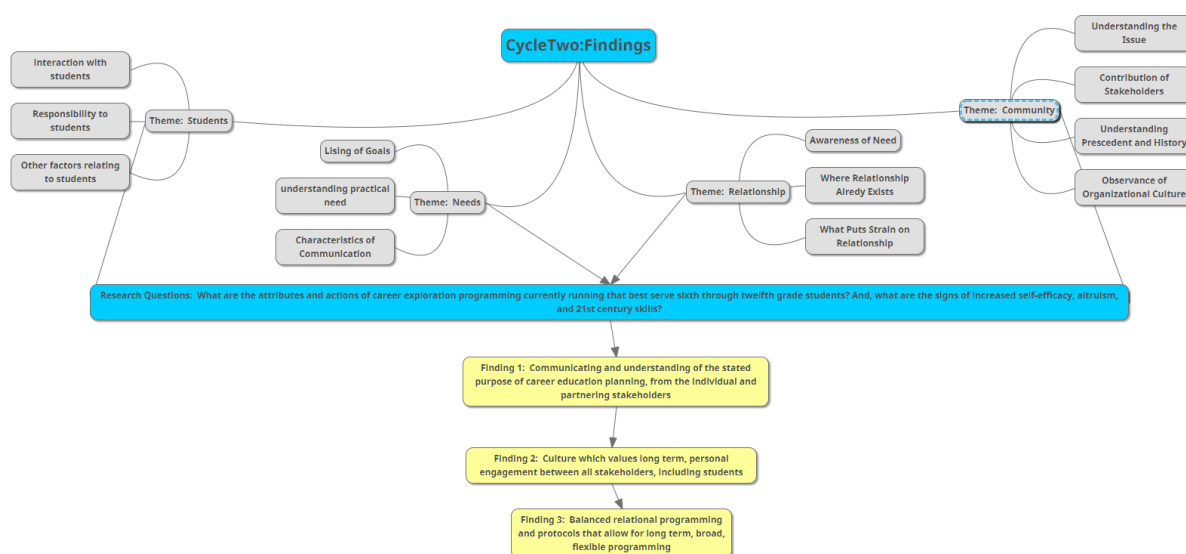 CycleTwo:Findings
Interaction with
students
Responsibility to
students
Other factors relating
to students
Theme:  Students
Lising of Goals
understanding practical
need
Characteristics of
Communication
Theme:  Needs
Theme:  Relationship
Awareness of Need
Where Relationship
Alredy Exists
What Puts Strain on
Relationship
Theme:  Community
Understanding the
Issue
Contribution of
Stakeholders
Understanding
Prescedent and History
Observance of
Organizational Culture
Research Questions:  What are the attributes and actions of career exploration programming currently running that best serve sixth through twelfth grade students? And, what are the signs of increased self-efficacy, altruism,
and 21st century skills?
Finding 1:  Communicating and understanding of the stated
purpose of career education planning, from the individual and
partnering stakeholders
Finding 2:  Culture which values long term, personal
engagement between all stakeholders, including students
Finding 3:  Balanced relational programming
and protocols that allow for long term, broad,
flexible programming